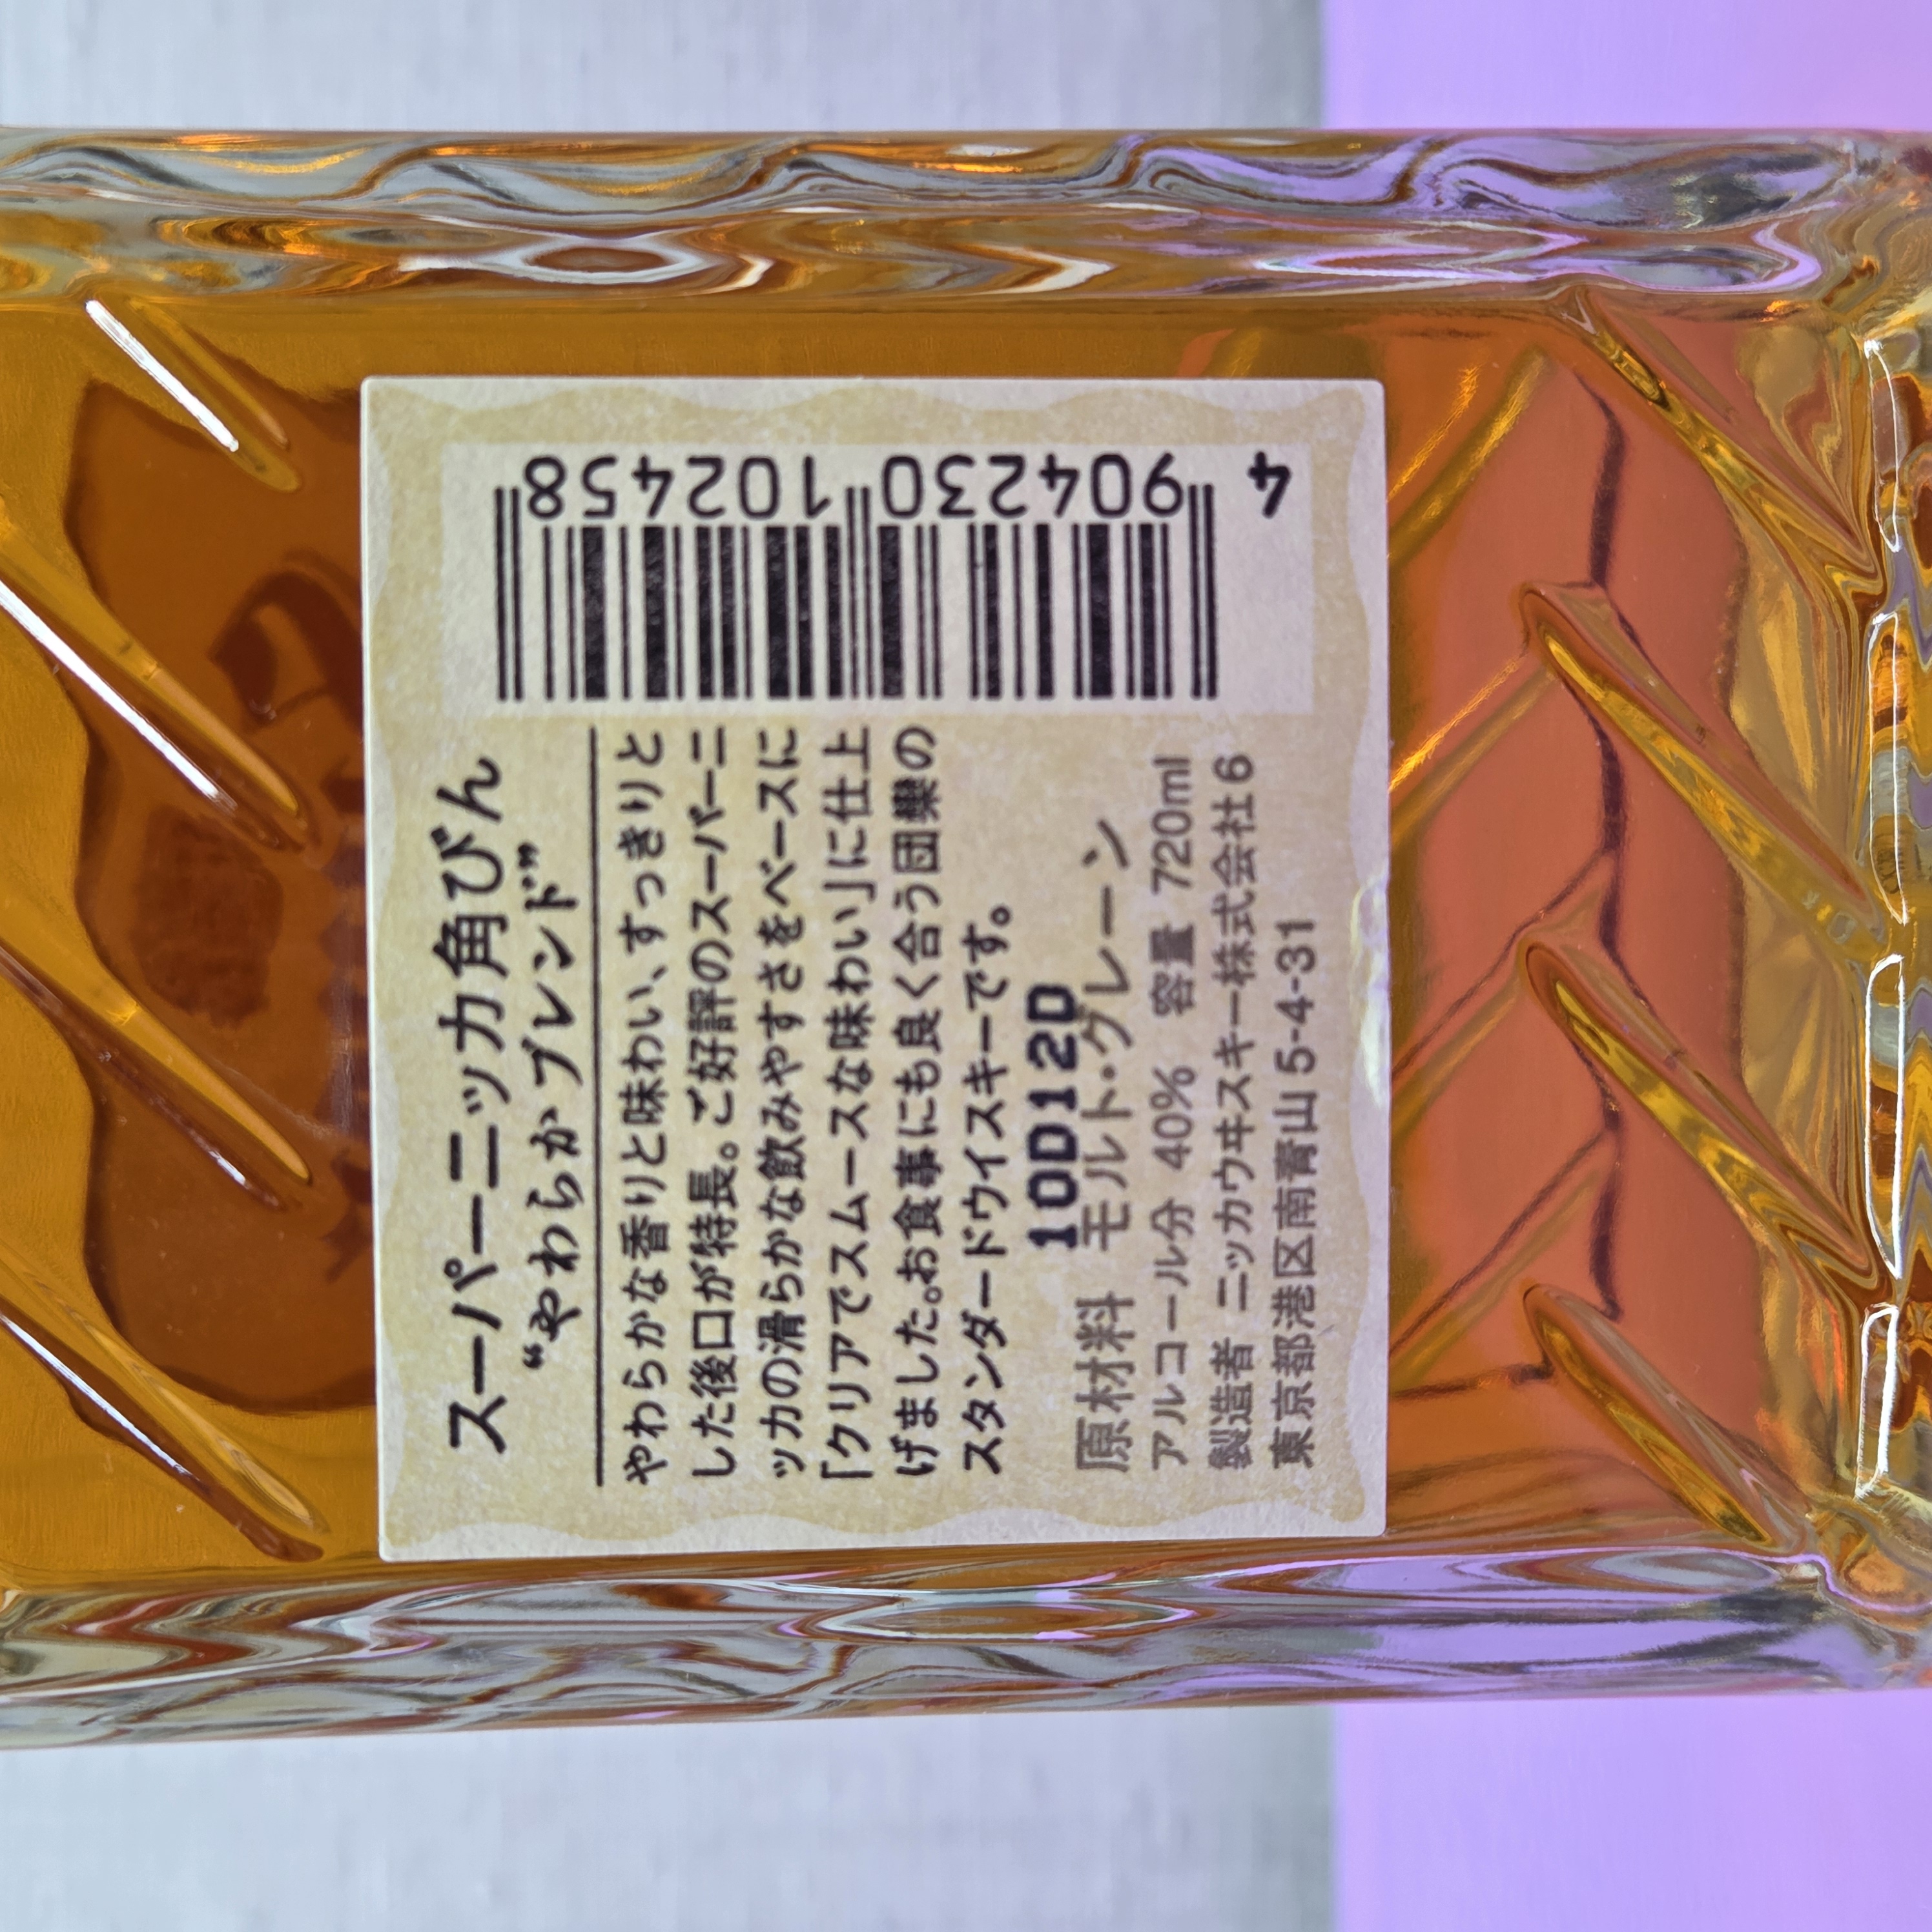 スーパーニッカ角びん
“やわらかブレンド”
やわらかな香りと味わい、すっきりと
した後口が特長。ご好評のスーパーニ
ッカの滑らかな飲みやすさをベースに
「クリアでスムースな味わい」に仕上
げました。お食事にも良く合う団欒の
スタンダードウイスキーです。
10D12D
原材料 モルト・グレーン
アルコール分 40% 容量 720ml
製造者 ニッカウヰスキー株式会社6
東京都港区南青山5-4-31
4 904230 102458